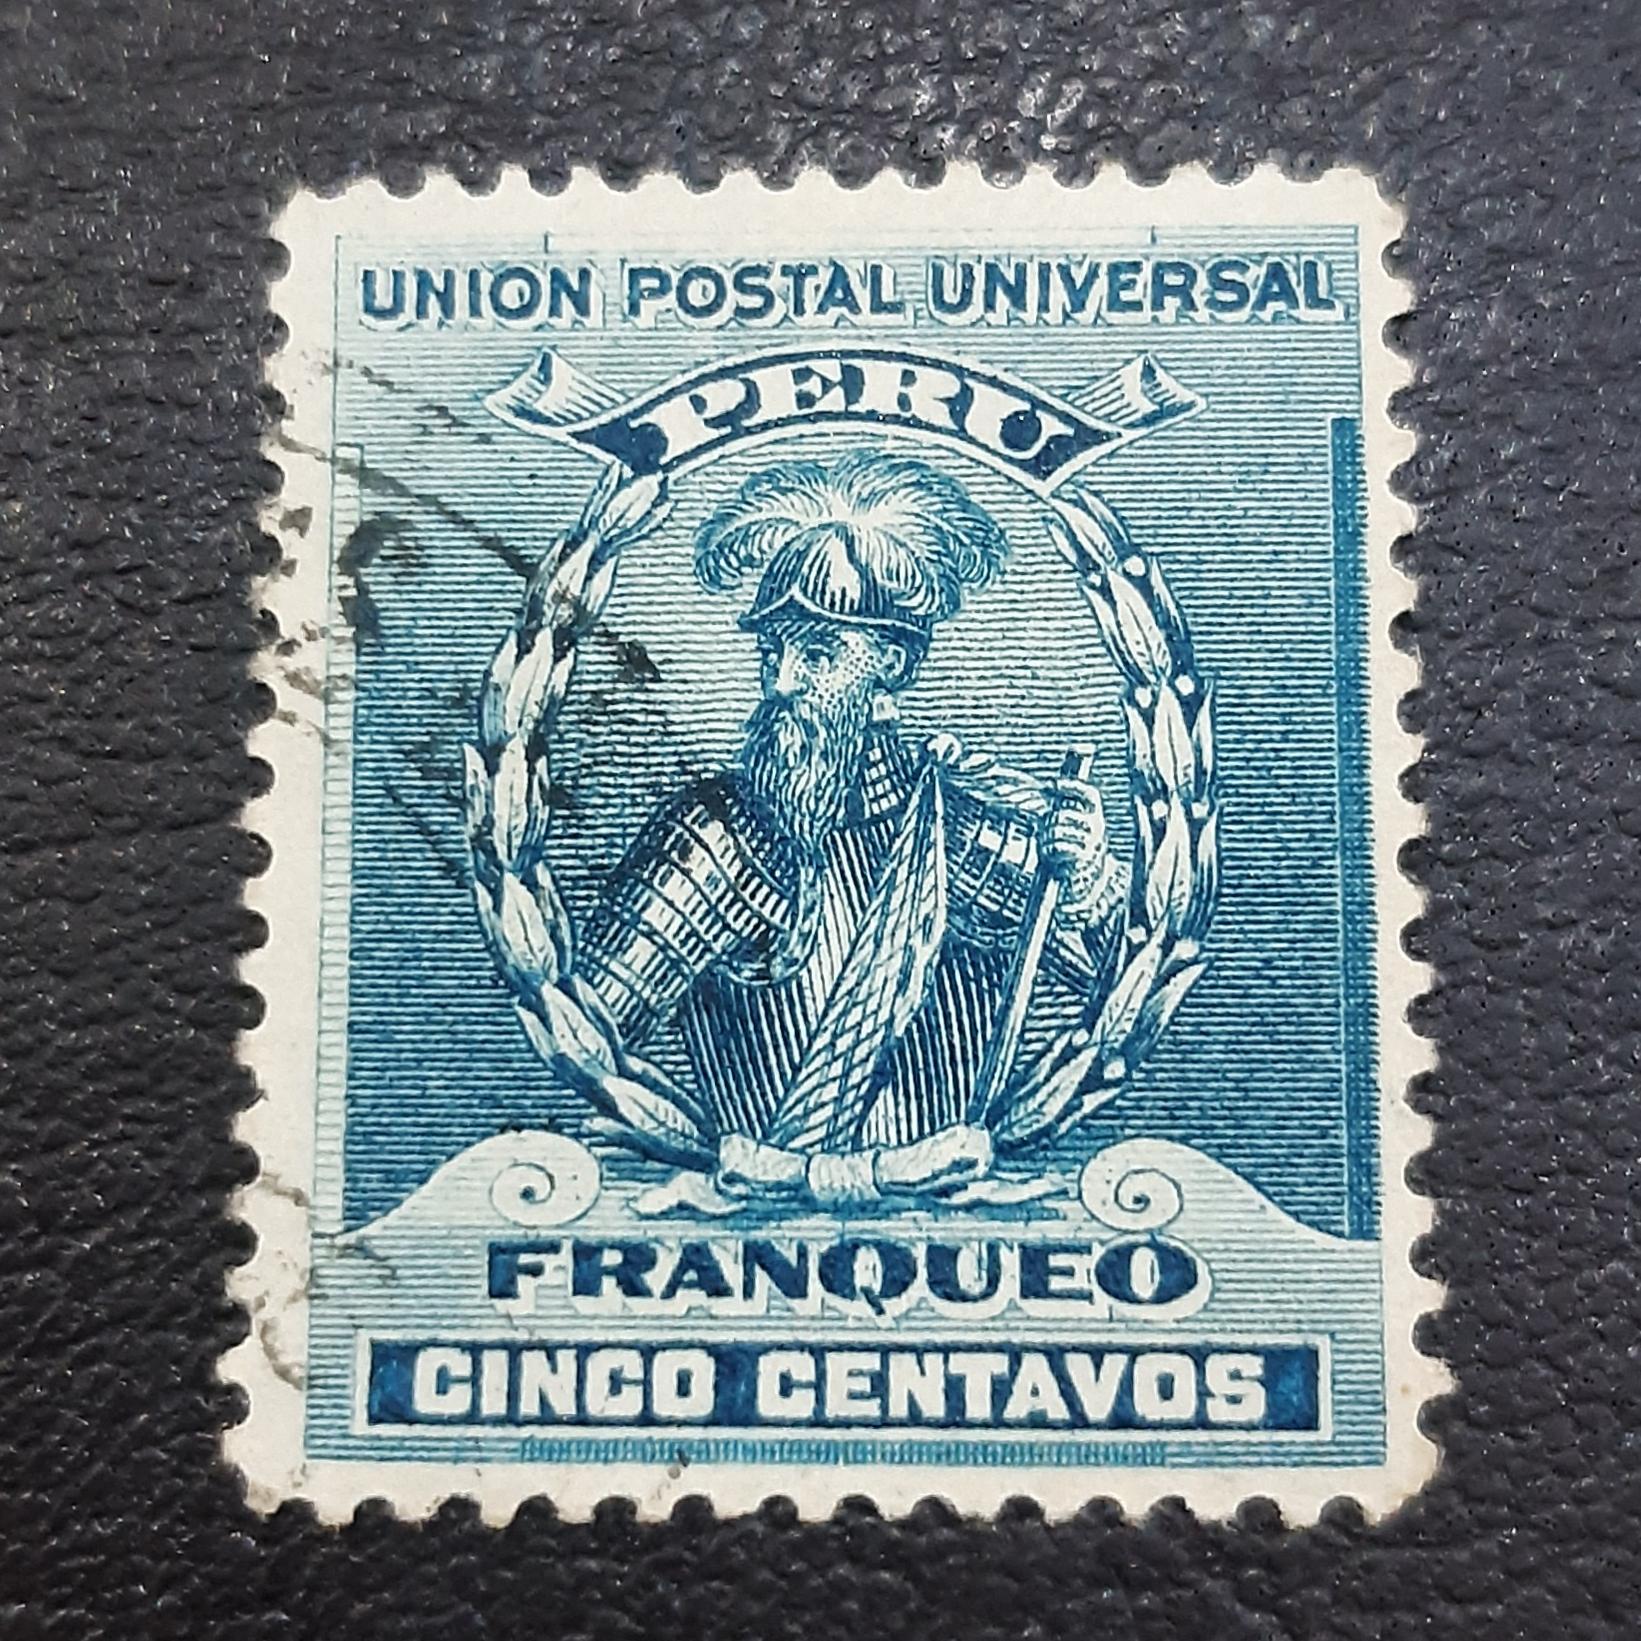 UNION POSTAL UNIVERSAL
PERU
FRANQUEO
CINCO CENTAVOS